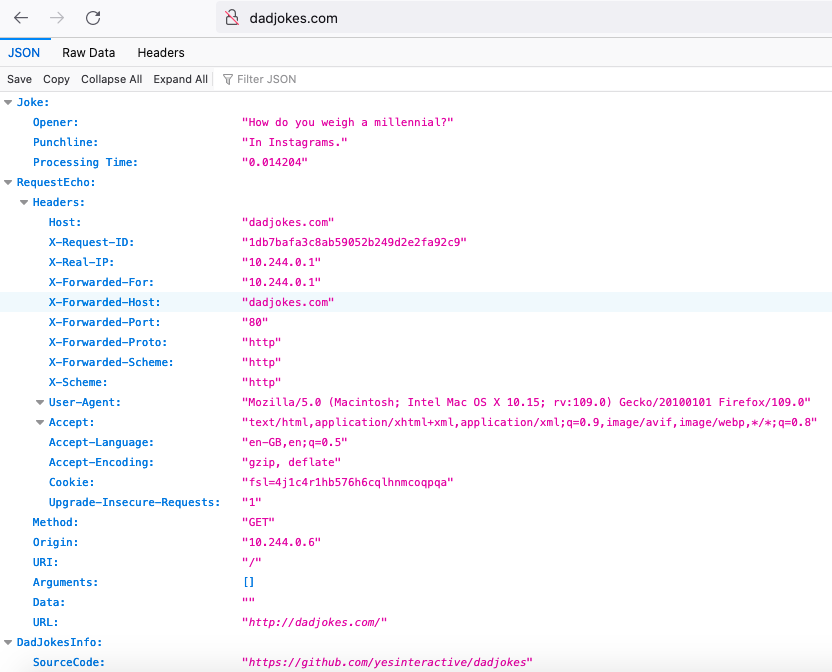 dadjokes.com
JSON Raw Data Headers
Save Copy Collapse All Expand All Filter JSON
Joke:
Opener: "How do you weigh a millennial?"
Punchline: "In Instagrams."
Processing Time: "0.014204"
RequestEcho:
Headers:
Host: "dadjokes.com"
X-Request-ID: "1db7bafa3c8ab59052b249d2e2fa92c9"
X-Real-IP: "10.244.0.1"
X-Forwarded-For: "10.244.0.1"
X-Forwarded-Host: "dadjokes.com"
X-Forwarded-Port: "80"
X-Forwarded-Proto: "http"
X-Forwarded-Scheme: "http"
X-Scheme: "http"
User-Agent: "Mozilla/5.0 (Macintosh; Intel Mac OS X 10.15; rv:109.0) Gecko/20100101 Firefox/109.0"
Accept: "text/html,application/xhtml+xml,application/xml;q=0.9,image/avif,image/webp,*/*;q=0.8"
Accept-Language: "en-GB,en;q=0.5"
Accept-Encoding: "gzip, deflate"
Cookie: "fsl=4j1c4r1hb576h6cqlhnmcoqpqa"
Upgrade-Insecure-Requests: "1"
Method: "GET"
Origin: "10.244.0.6"
URI: "/"
Arguments: []
Data: ""
URL: "http://dadjokes.com/"
DadJokesInfo:
SourceCode: "https://github.com/yesinteractive/dadjokes"